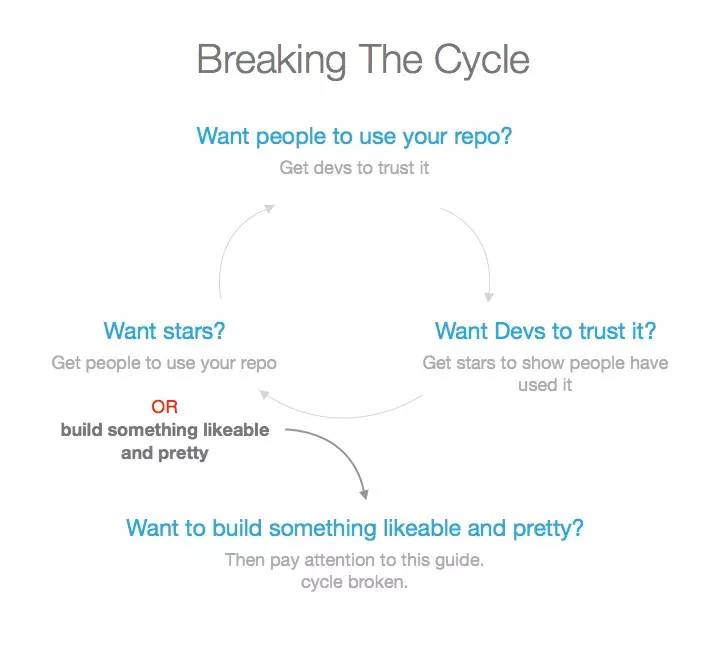 Breaking The Cycle
Want people to use your repo?
Get devs to trust it
Want stars?
Get people to use your repo
OR
build something likeable
and pretty
Want Devs to trust it?
Get stars to show people have
used it
Want to build something likeable and pretty?
Then pay attention to this guide.
cycle broken.